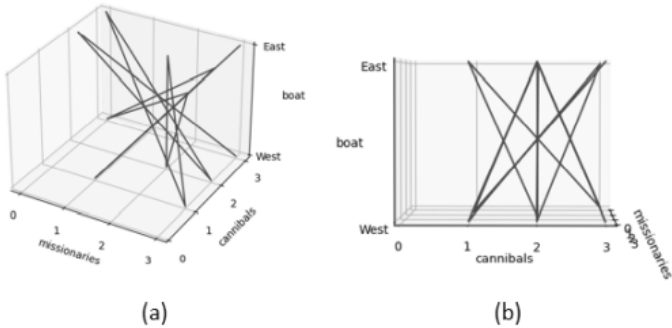 East
boat
West
3
2
1
0
cannibals
0
1
2
3
missionaries
(a)
East
boat
West
0
1
2
3
cannibals
missionaries
(b)